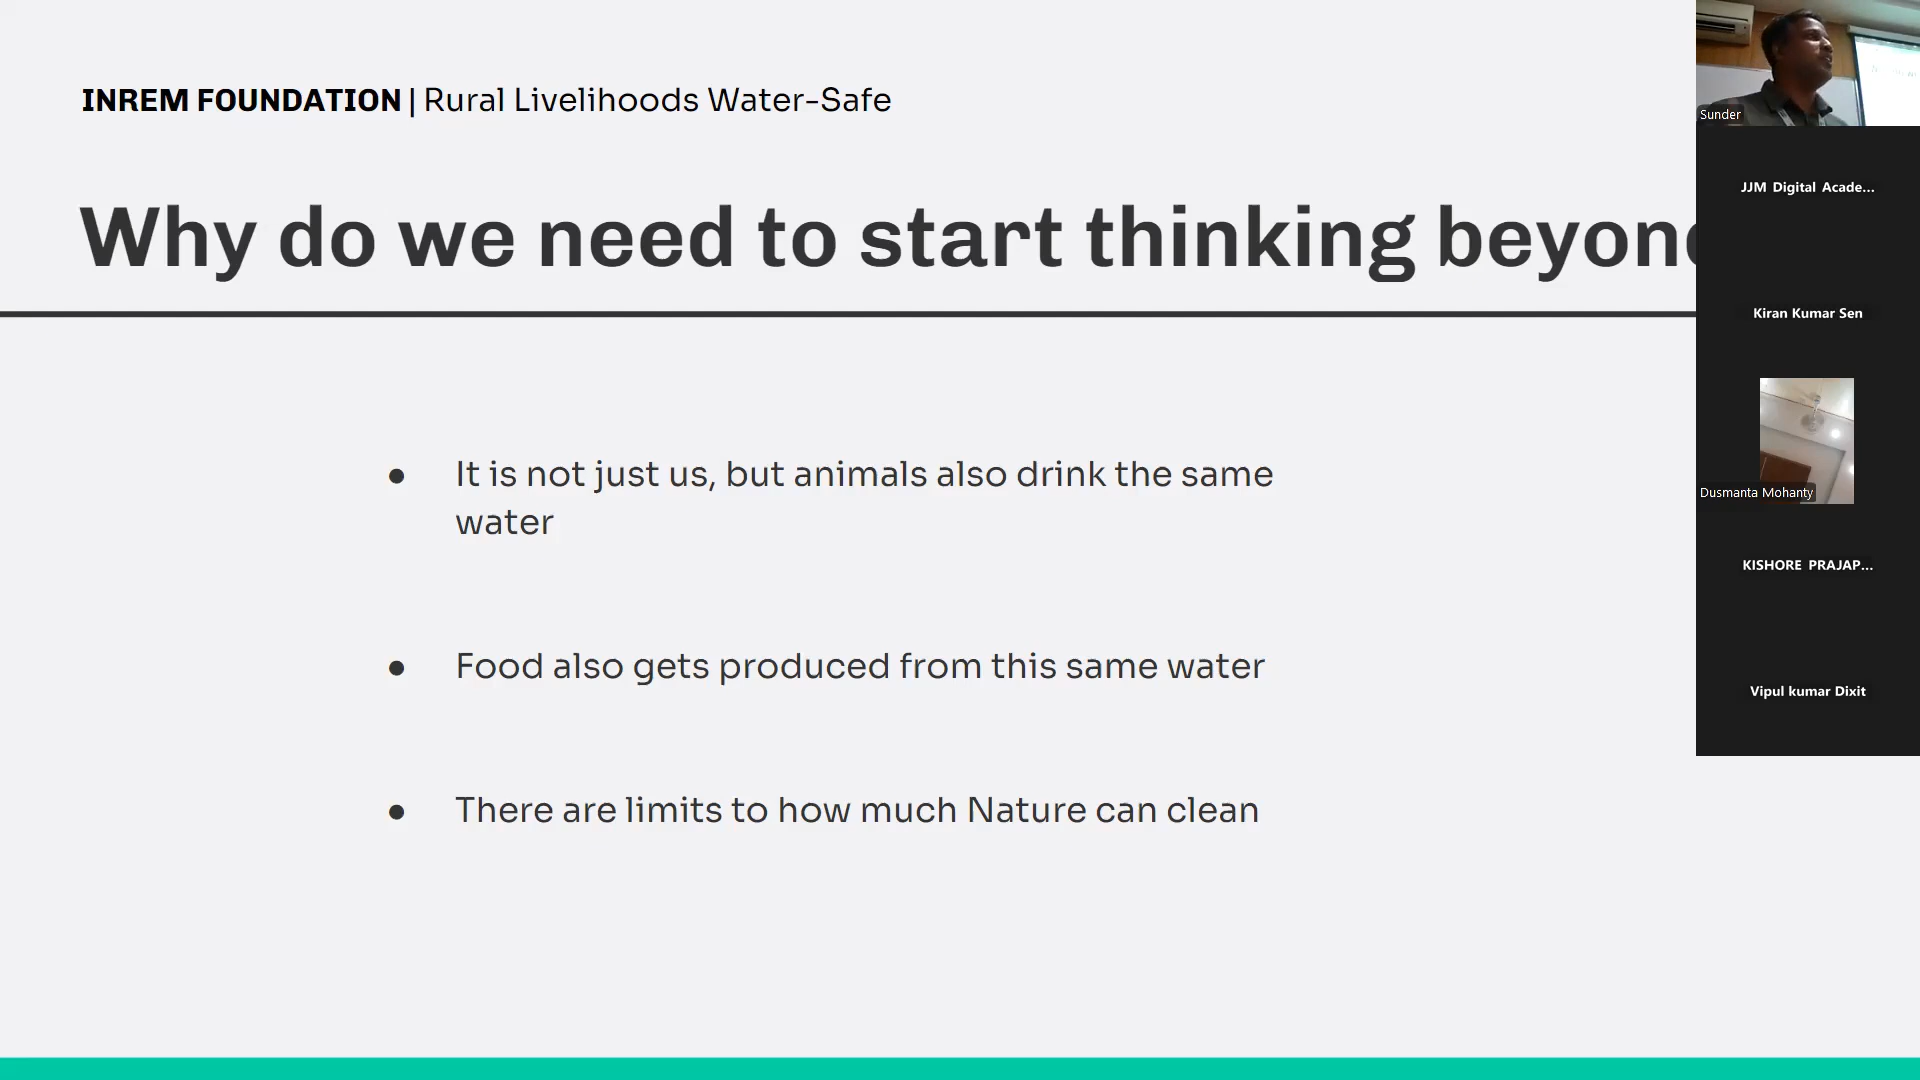 INREM FOUNDATION | Rural Livelihoods Water-Safe
Why do we need to start thinking beyond
It is not just us, but animals also drink the same
water
Food also gets produced from this same water
There are limits to how much Nature can clean
Sunder
JJM Digital Acade...
Kiran Kumar Sen
Dusmanta Mohanty
KISHORE PRAJAP...
Vipul kumar Dixit